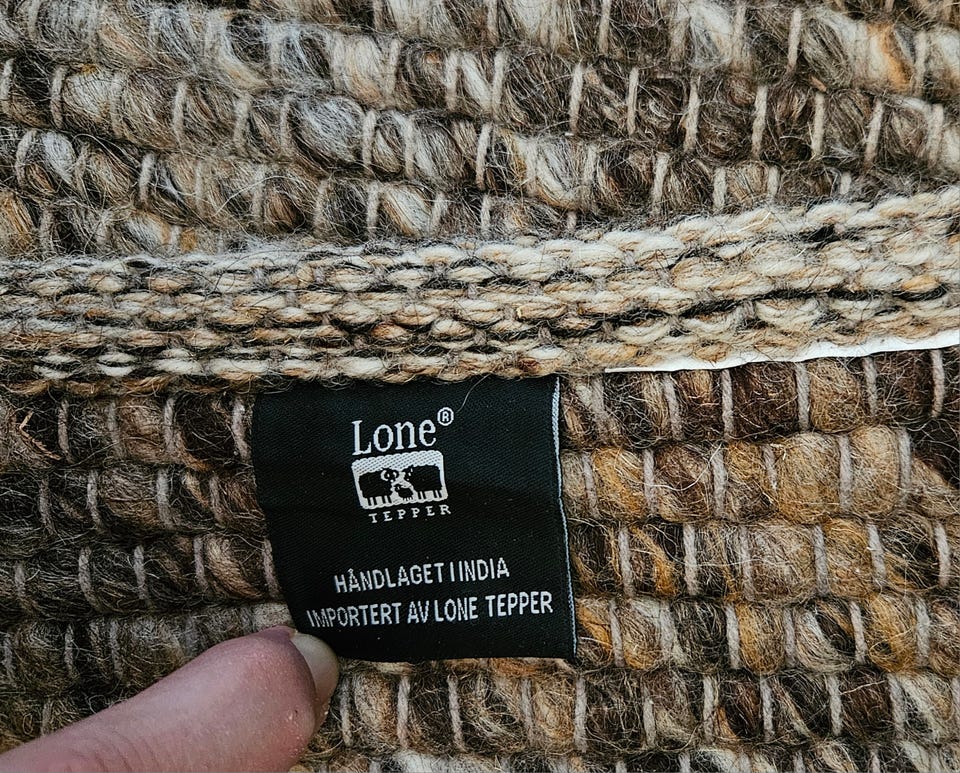 Lone®
TEPPER
HÅNDLAGET I INDIA
IMPORTERT AV LONE TEPPER